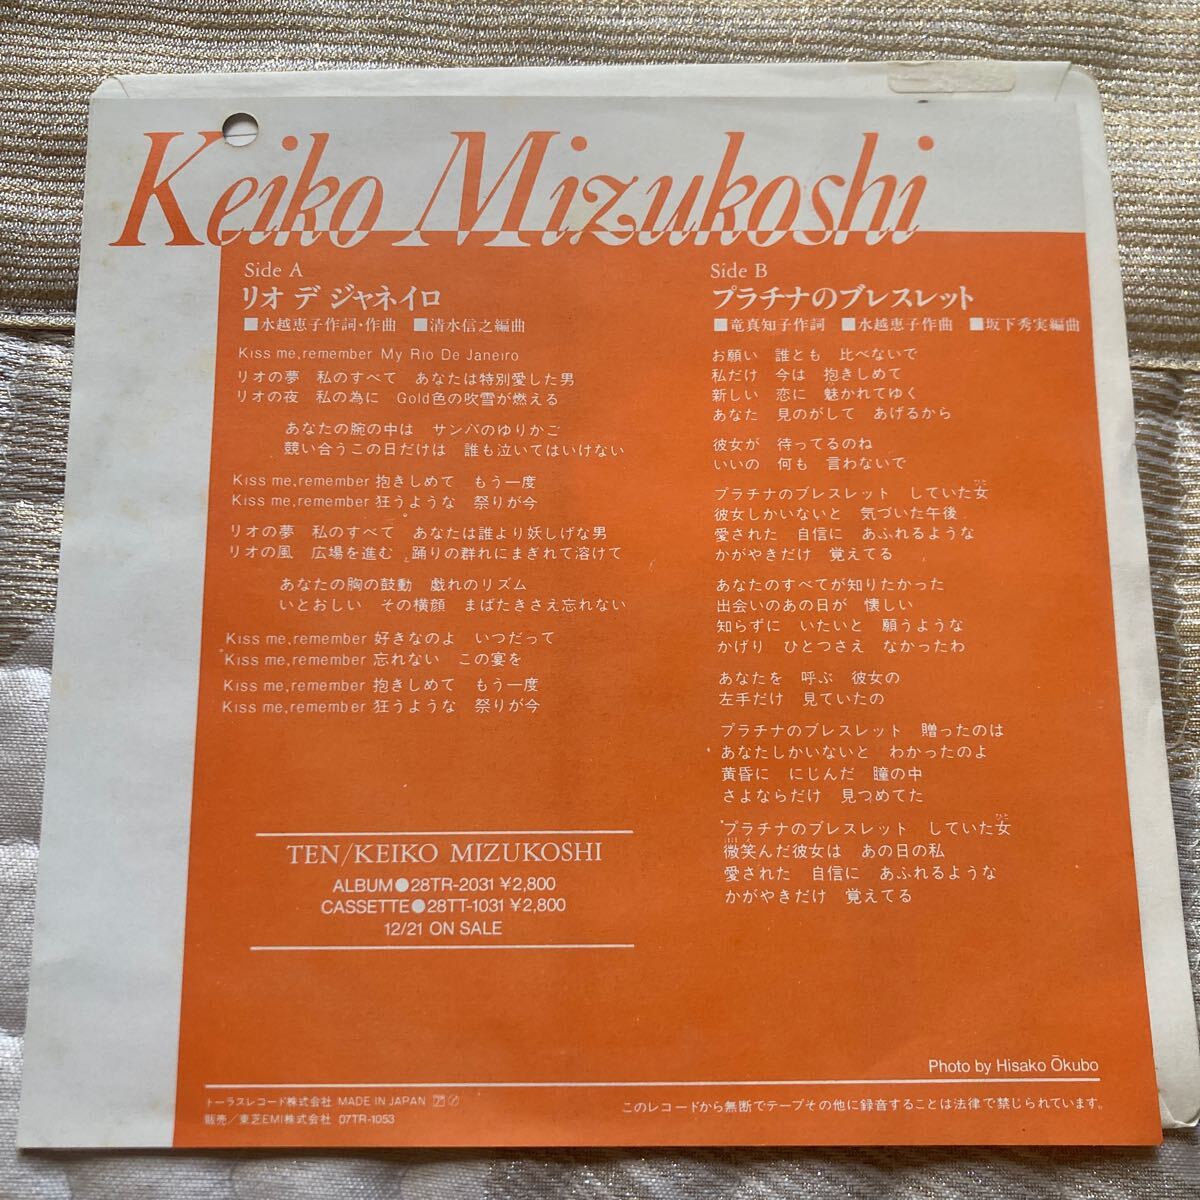 Keiko Mizukoshi
Side A
リオ デ ジャネイロ
■水越恵子作詞・作曲 ■清水信之編曲
Kiss me, remember My Rio De Janeiro
リオの夢 私のすべて あなたは特別愛した男
リオの夜 私の為に Gold色の吹雪が燃える
あなたの腕の中は サンバのゆりかご
競い合うこの日だけは 誰も泣いてはいけない
Kiss me, remember 抱きしめて もう一度
Kiss me, remember 狂うような 祭りが今
リオの夢 私のすべて あなたは誰より妖しげな男
リオの風 広場を進む 踊りの群れにまぎれて溶けて
あなたの胸の鼓動 戯れのリズム
いとおしい その横顔 まばたきさえ忘れない
Kiss me, remember 好きなのよ いつだって
Kiss me, remember 忘れない この宴を
Kiss me, remember 抱きしめて もう一度
Kiss me, remember 狂うような 祭りが今
TEN/KEIKO MIZUKOSHI
ALBUM●28TR-2031 ¥2,800
CASSETTE●28TT-1031 ¥2,800
12/21 ON SALE
Side B
プラチナのブレスレット
■竜真知子作詞 ■水越恵子作曲 ■坂下秀実編曲
お願い 誰とも 比べないで
私だけ 今は 抱きしめて
新しい 恋に 魅かれてゆく
あなた 見のがして あげるから
彼女が 待ってるのね
いいの 何も 言わないで
プラチナのブレスレット していた女
彼女しかいないと 気づいた午後
愛された 自信に あふれるような
かがやきだけ 覚えてる
あなたのすべてが知りたかった
出会いのあの日が 懐しい
知らずに いたいと 願うような
かげり ひとつさえ なかったわ
あなたを 呼ぶ 彼女の
左手だけ 見ていたの
プラチナのブレスレット 贈ったのは
あなたしかいないと わかったのよ
黄昏に にじんだ 瞳の中
さよならだけ 見つめてた
プラチナのブレスレット していた女
微笑んだ彼女は あの日の私
愛された 自信に あふれるような
かがやきだけ 覚えてる
Photo by Hisako Ōkubo
トーラスレコード株式会社 MADE IN JAPAN
販売/東芝EMI株式会社 07TR-1053
このレコードから無断でテープその他に録音することは法律で禁じられています。